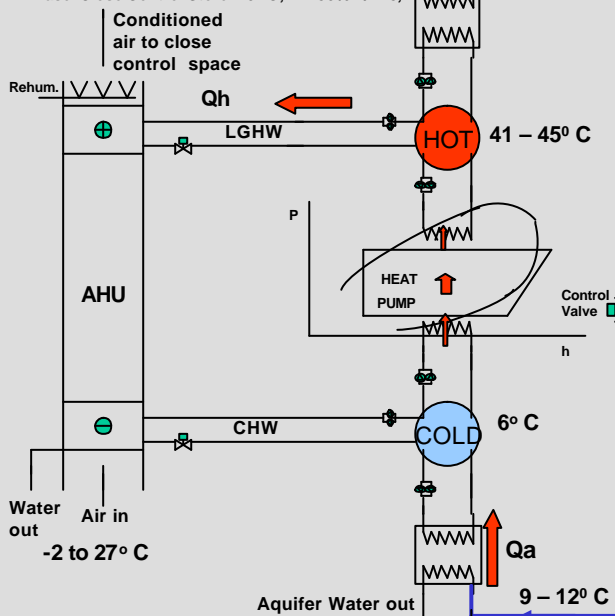 Conditioned
air to close
control space
Rehum.
Qh
LGHW
HOT
41 – 45⁰ C
P
HEAT
PUMP
AHU
Control
Valve
h
CHW
COLD
6º C
Water
out
Air in
-2 to 27º C
Qa
9 – 12⁰ C
Aquifer Water out